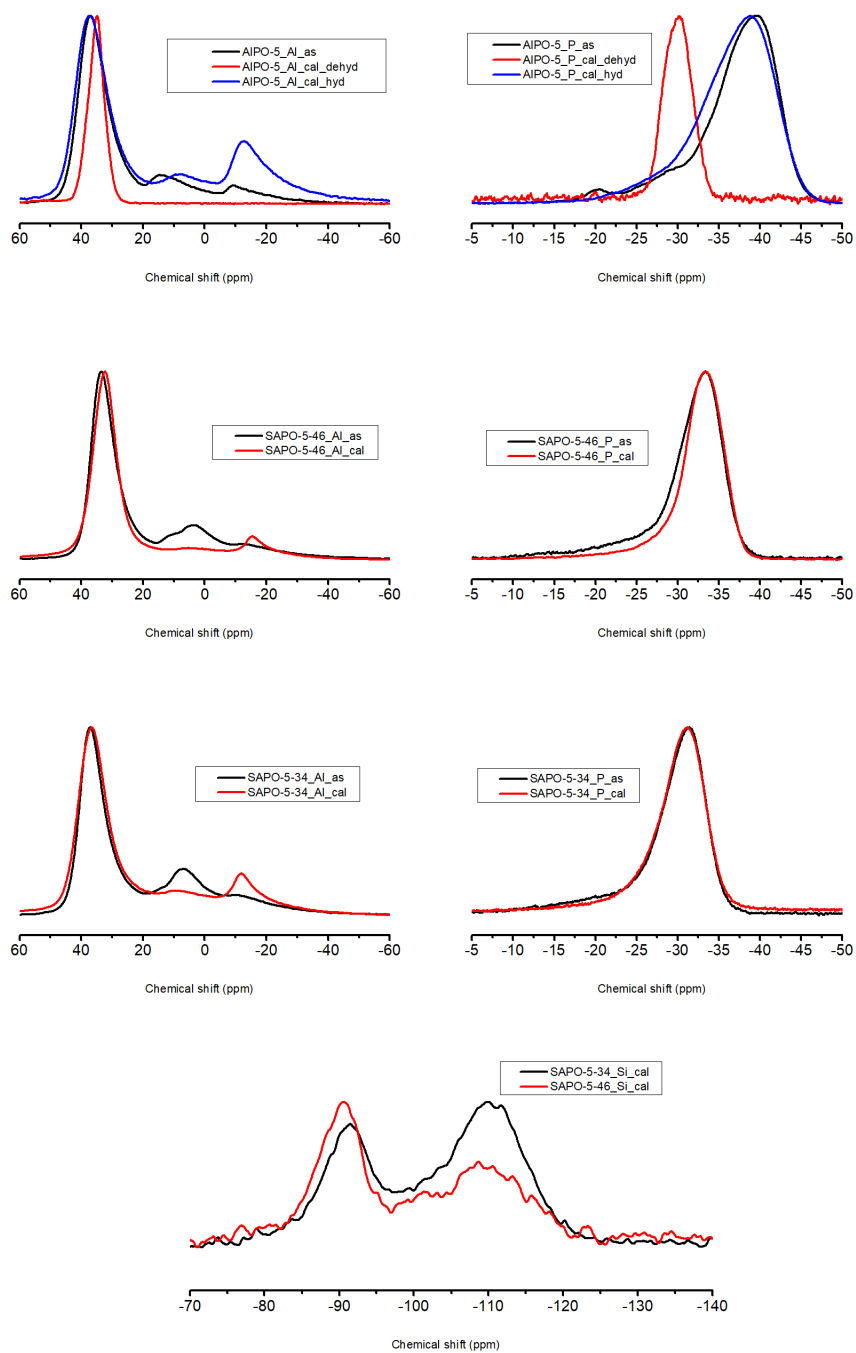 AlPO-5_Al_as
AlPO-5_Al_cal_dehyd
AlPO-5_Al_cal_hyd
60 40 20 0 -20 -40 -60
Chemical shift (ppm)
AlPO-5_P_as
AlPO-5_P_cal_dehyd
AlPO-5_P_cal_hyd
-5 -10 -15 -20 -25 -30 -35 -40 -45 -50
Chemical shift (ppm)
SAPO-5-46_Al_as
SAPO-5-46_Al_cal
60 40 20 0 -20 -40 -60
Chemical shift (ppm)
SAPO-5-46_P_as
SAPO-5-46_P_cal
-5 -10 -15 -20 -25 -30 -35 -40 -45 -50
Chemical shift (ppm)
SAPO-5-34_Al_as
SAPO-5-34_Al_cal
60 40 20 0 -20 -40 -60
Chemical shift (ppm)
SAPO-5-34_P_as
SAPO-5-34_P_cal
-5 -10 -15 -20 -25 -30 -35 -40 -45 -50
Chemical shift (ppm)
SAPO-5-34_Si_cal
SAPO-5-46_Si_cal
-70 -80 -90 -100 -110 -120 -130 -140
Chemical shift (ppm)